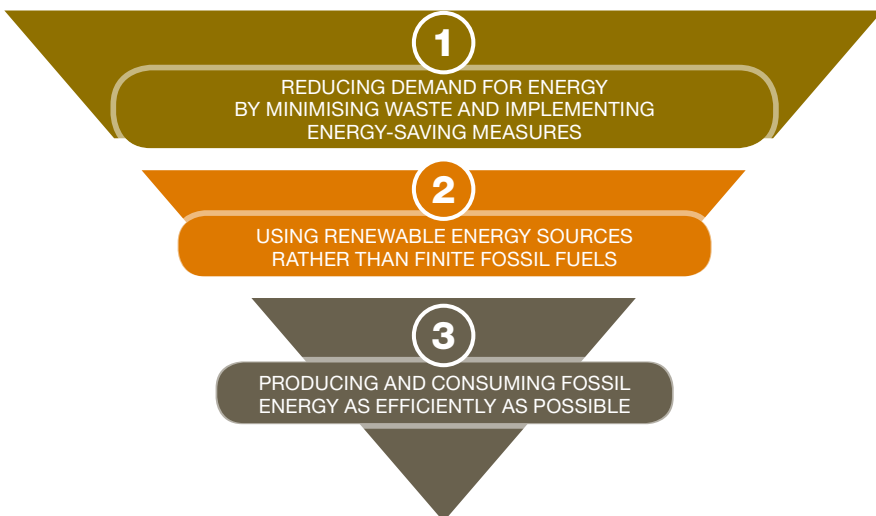 1
REDUCING DEMAND FOR ENERGY
BY MINIMISING WASTE AND IMPLEMENTING
ENERGY-SAVING MEASURES
2
USING RENEWABLE ENERGY SOURCES
RATHER THAN FINITE FOSSIL FUELS
3
PRODUCING AND CONSUMING FOSSIL
ENERGY AS EFFICIENTLY AS POSSIBLE